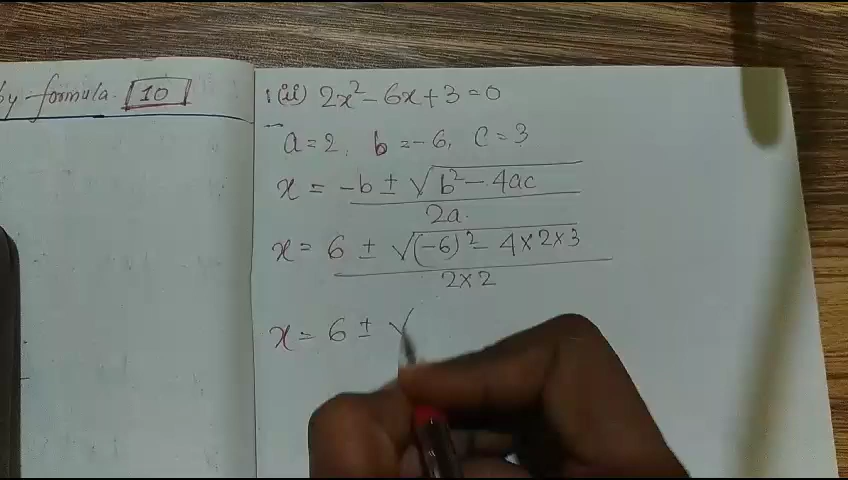 by formula. 10
1(ii) 2x² - 6x + 3 = 0
a = 2, b = -6, c = 3
x = -b ± √b² - 4ac
2a.
x = 6 ± √(-6)² - 4×2×3
2×2
x = 6 ± √